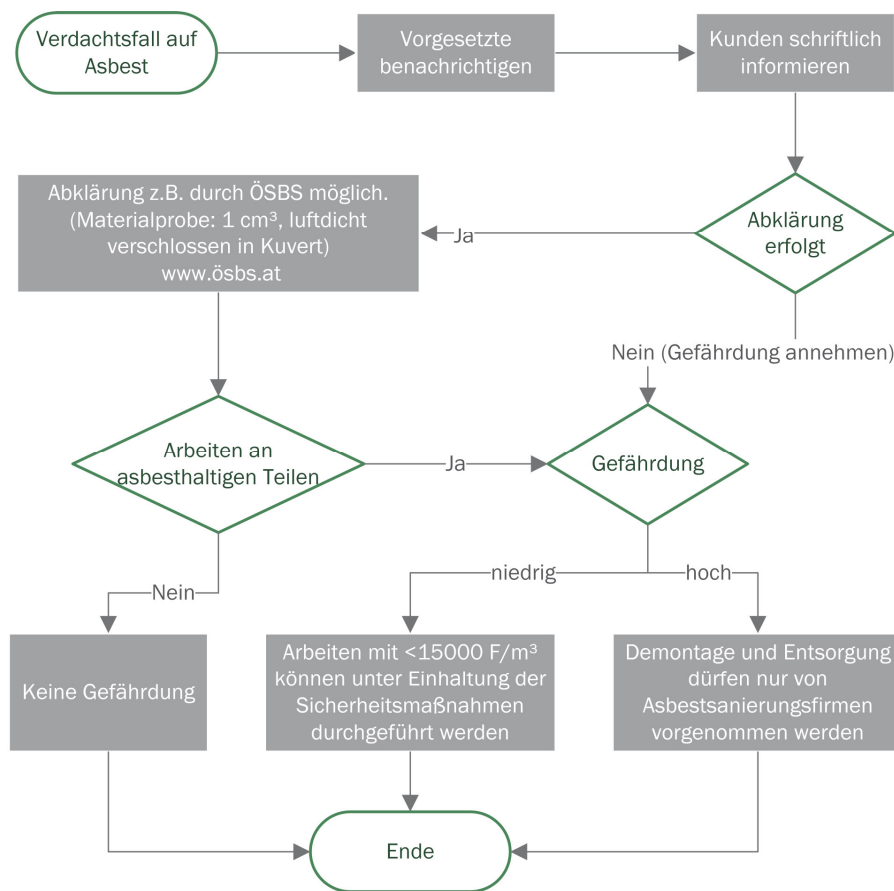 Verdachtsfall auf
Asbest
Vorgesetzte
benachrichtigen
Kunden schriftlich
informieren
Abklärung z.B. durch ÖSBS möglich.
(Materialprobe: 1 cm³, luftdicht
verschlossen in Kuvert)
www.ösbs.at
Ja
Abklärung
erfolgt
Nein (Gefährdung annehmen)
Arbeiten an
asbesthaltigen Teilen
Ja
Gefährdung
Nein
niedrig
hoch
Keine Gefährdung
Arbeiten mit <15000 F/m³
können unter Einhaltung der
Sicherheitsmaßnahmen
durchgeführt werden
Demontage und Entsorgung
dürfen nur von
Asbestsanierungsfirmen
vorgenommen werden
Ende